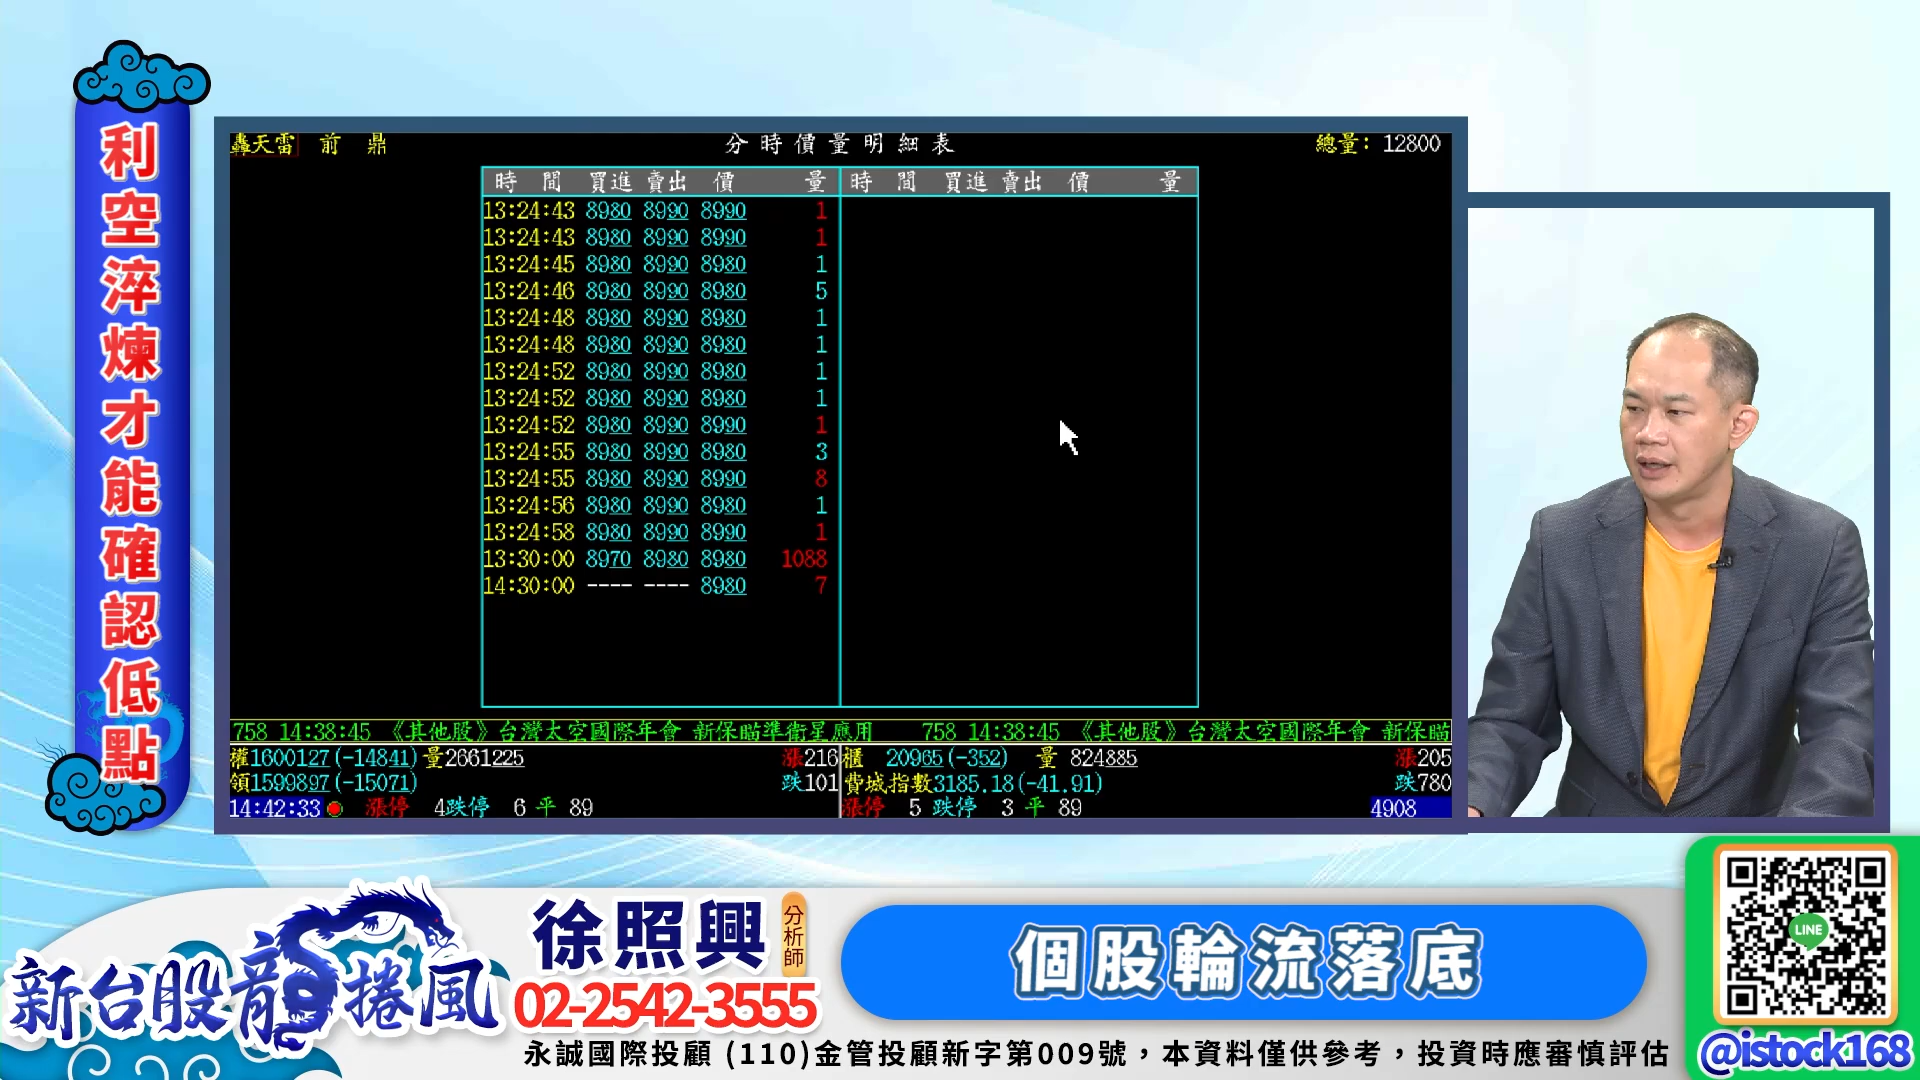 利空淬煉才能確認低點
轟天雷 前 鼎 分時價量明細表 總量: 12800
時 間 買進 賣出 價 量 時 間 買進 賣出 價 量
13:24:43 8980 8990 8990 1
13:24:43 8980 8990 8990 1
13:24:45 8980 8990 8980 1
13:24:46 8980 8990 8980 5
13:24:48 8980 8990 8980 1
13:24:48 8980 8990 8980 1
13:24:52 8980 8990 8980 1
13:24:52 8980 8990 8980 1
13:24:52 8980 8990 8990 1
13:24:55 8980 8990 8980 3
13:24:55 8980 8990 8990 8
13:24:56 8980 8990 8980 1
13:24:58 8980 8990 8990 1
13:30:00 8970 8980 8980 1088
14:30:00 ---- ---- 8980 7
758 14:38:45 《其他股》台灣太空國際年會 新保瞄準衛星應用 758 14:38:45 《其他股》台灣太空國際年會 新保瞄
權1600127(-14841)量2661225 漲216 櫃 20965(-352) 量 824885 漲205
領1599897(-15071) 跌101 費城指數3185.18(-41.91) 跌780
14:42:33 漲停 4跌停 6 平 89 漲停 5 跌停 3 平 89 4908
新台股龍捲風
徐照興 分析師
02-2542-3555
個股輪流落底
永誠國際投顧 (110)金管投顧新字第009號，本資料僅供參考，投資時應審慎評估
LINE
@istock168